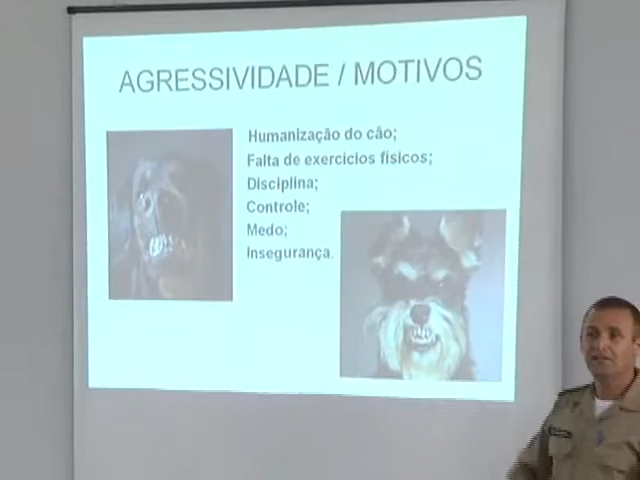 AGRESSIVIDADE / MOTIVOS
Humanização do cão;
Falta de exercícios físicos;
Disciplina;
Controle;
Medo;
Insegurança.